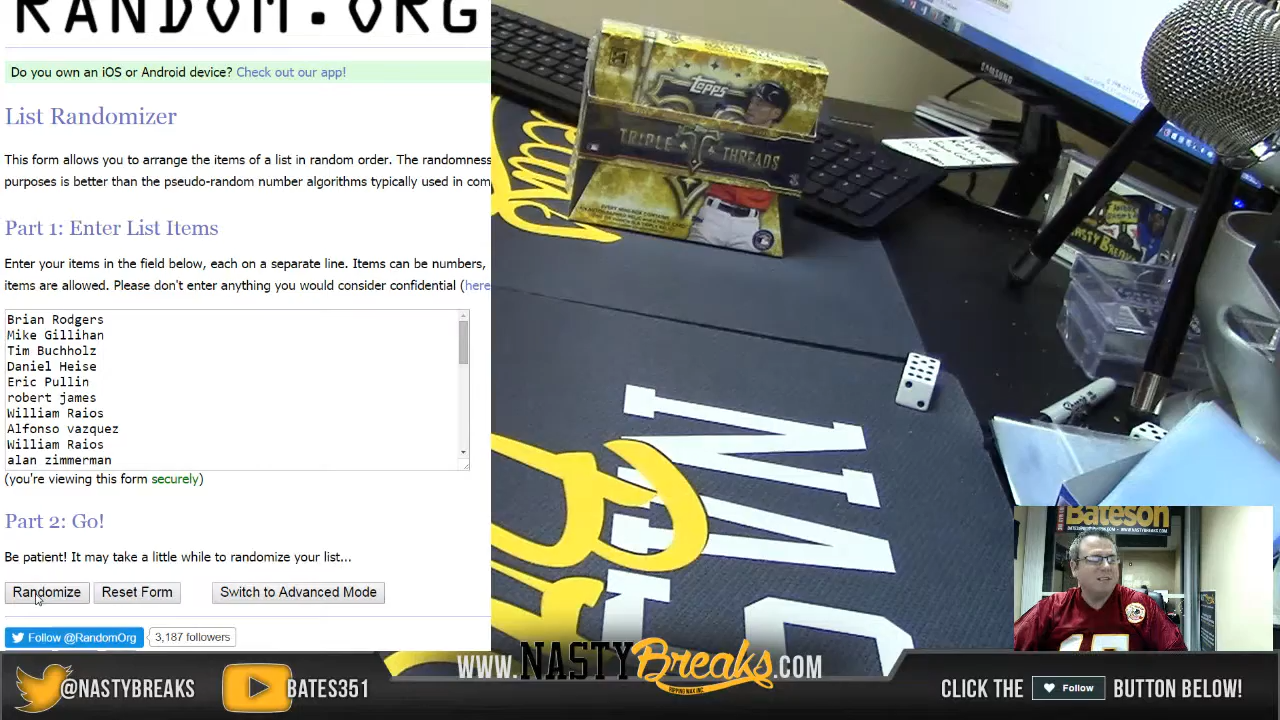 RANDOM.ORG
Do you own an iOS or Android device? Check out our app!
List Randomizer
This form allows you to arrange the items of a list in random order. The randomness
purposes is better than the pseudo-random number algorithms typically used in com
Part 1: Enter List Items
Enter your items in the field below, each on a separate line. Items can be numbers,
items are allowed. Please don't enter anything you would consider confidential (here
Brian Rodgers
Mike Gillihan
Tim Buchholz
Daniel Heise
Eric Pullin
robert james
William Raios
Alfonso vazquez
William Raios
alan zimmerman
(you're viewing this form securely)
Part 2: Go!
Be patient! It may take a little while to randomize your list...
Randomize Reset Form Switch to Advanced Mode
Follow @RandomOrg 3,187 followers
topps
TRIPLE THREADS
SAMSUNG
NAS
Bateson
@NASTYBREAKS
BATES351
WWW.NASTYBreaks.COM
RIPPING WAX INC.
CLICK THE Follow BUTTON BELOW!